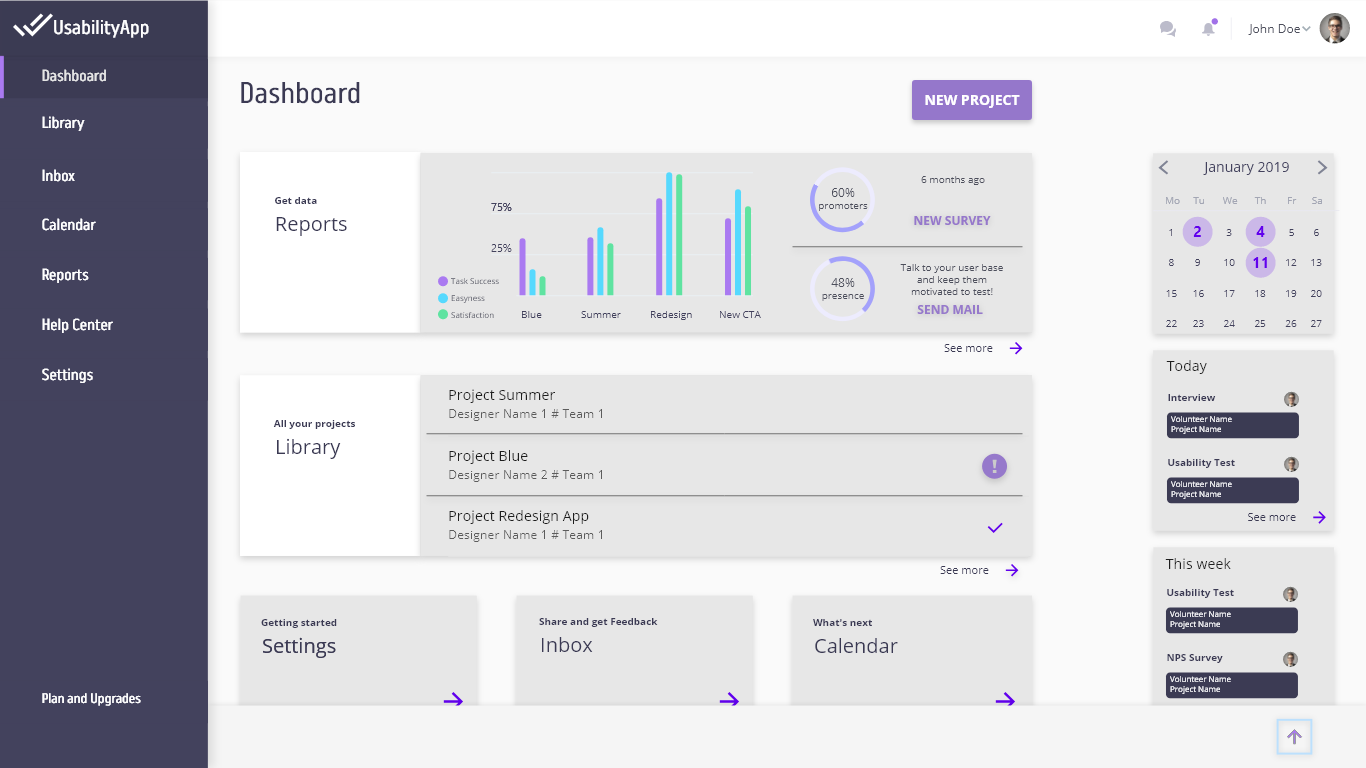 UsabilityApp
Dashboard
Library
Inbox
Calendar
Reports
Help Center
Settings
Plan and Upgrades
John Doe
Dashboard
NEW PROJECT
Get data
Reports
75%
25%
Task Success
Easyness
Satisfaction
Blue
Summer
Redesign
New CTA
60%
promoters
6 months ago
NEW SURVEY
48%
presence
Talk to your user base
and keep them
motivated to test!
SEND MAIL
See more
All your projects
Library
Project Summer
Designer Name 1 # Team 1
Project Blue
Designer Name 2 # Team 1
!
Project Redesign App
Designer Name 1 # Team 1
See more
Getting started
Settings
Share and get Feedback
Inbox
What's next
Calendar
January 2019
Mo Tu We Th Fr Sa
1 2 3 4 5 6
8 9 10 11 12 13
15 16 17 18 19 20
22 23 24 25 26 27
Today
Interview
Volunteer Name
Project Name
Usability Test
Volunteer Name
Project Name
See more
This week
Usability Test
Volunteer Name
Project Name
NPS Survey
Volunteer Name
Project Name